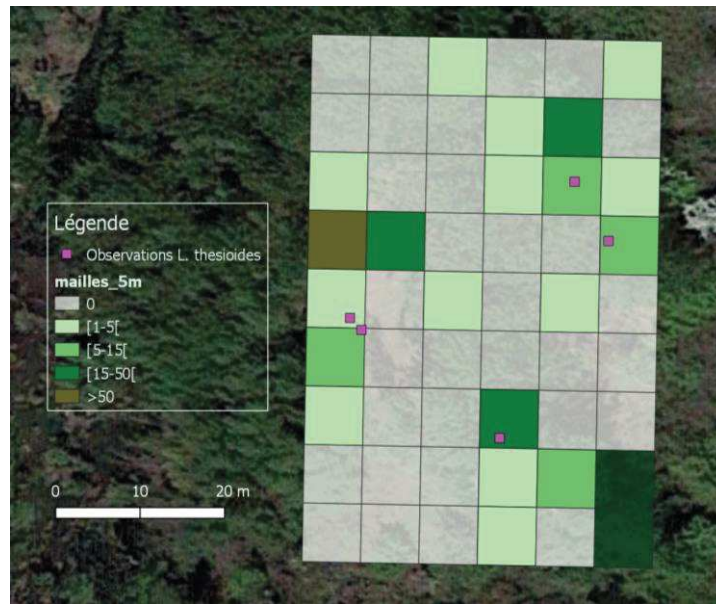 Légende
Observations L. thesioides
mailles_5m
0
[1-5[
[5-15[
[15-50[
>50
0 10 20 m